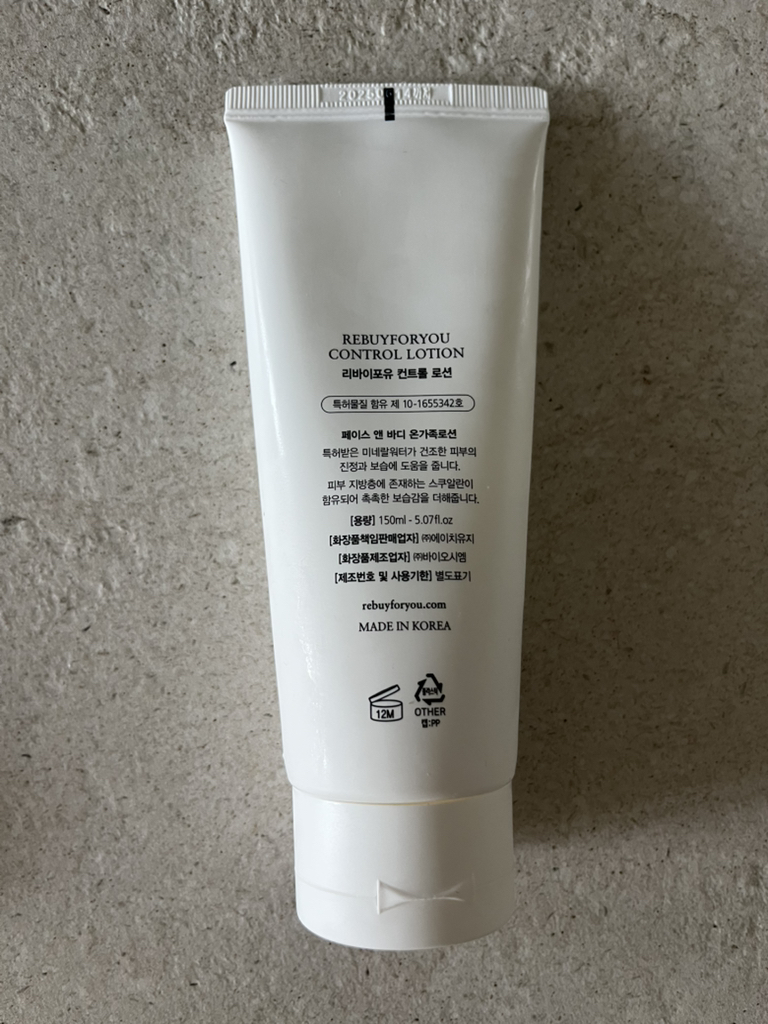 REBUYFORYOU
CONTROL LOTION
리바이포유 컨트롤 로션
특허물질 함유 제 10-1655342호
페이스 앤 바디 온가족로션
특허받은 미네랄워터가 건조한 피부의
진정과 보습에 도움을 줍니다.
피부 지방층에 존재하는 스쿠알란이
함유되어 촉촉한 보습감을 더해줍니다.
[용량] 150ml - 5.07fl.oz
[화장품책임판매업자] ㈜에이치유지
[화장품제조업자] ㈜바이오시엠
[제조번호 및 사용기한] 별도표기
rebuyforyou.com
MADE IN KOREA
12M
OTHER
캡:PP